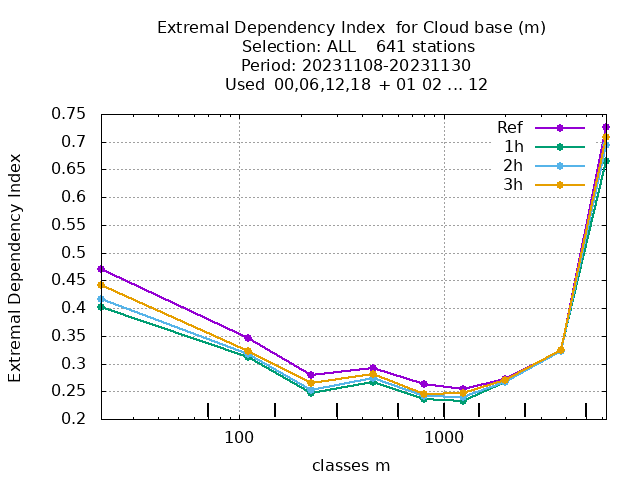 Extremal Dependency Index  for Cloud base (m)
Selection: ALL    641 stations
Period: 20231108-20231130
Used  00,06,12,18  + 01 02 ... 12
0.75
0.7
0.65
0.6
0.55
0.5
0.45
0.4
0.35
0.3
0.25
0.2
Extremal Dependency Index
Ref
1h
2h
3h
100
1000
classes m